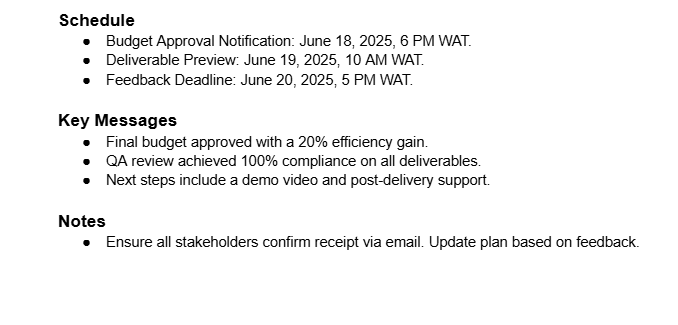 Schedule
● Budget Approval Notification: June 18, 2025, 6 PM WAT.
● Deliverable Preview: June 19, 2025, 10 AM WAT.
● Feedback Deadline: June 20, 2025, 5 PM WAT.
Key Messages
● Final budget approved with a 20% efficiency gain.
● QA review achieved 100% compliance on all deliverables.
● Next steps include a demo video and post-delivery support.
Notes
● Ensure all stakeholders confirm receipt via email. Update plan based on feedback.